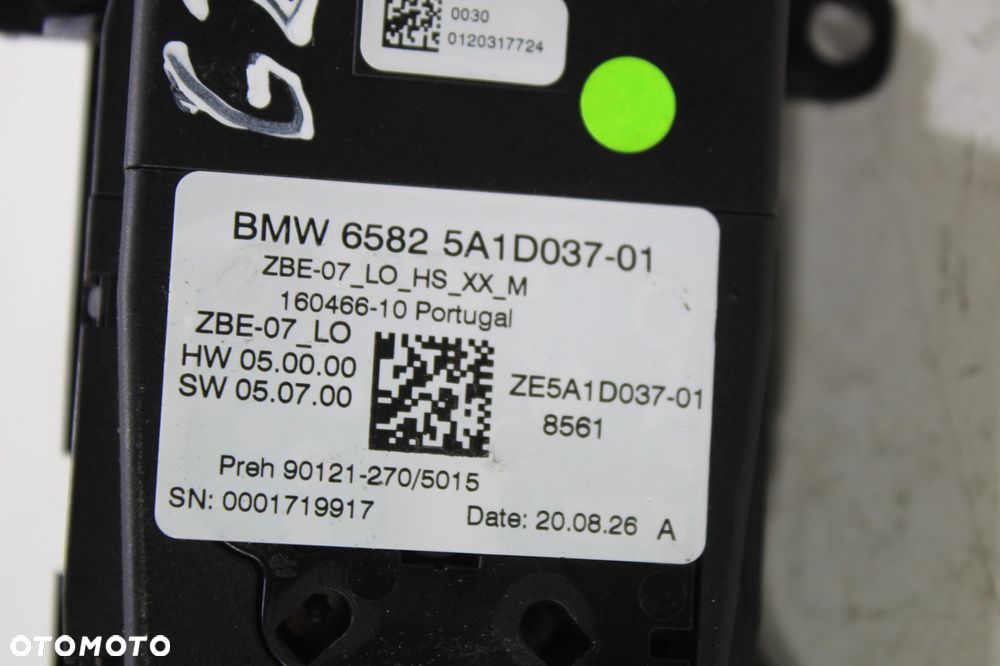 0030
0120317724
BMW 6582 5A1D037-01
ZBE-07_LO_HS_XX_M
160466-10 Portugal
ZBE-07_LO
HW 05.00.00
SW 05.07.00
ZE5A1D037-01
8561
Preh 90121-270/5015
SN: 0001719917
Date: 20.08.26 A
OTOMOTO